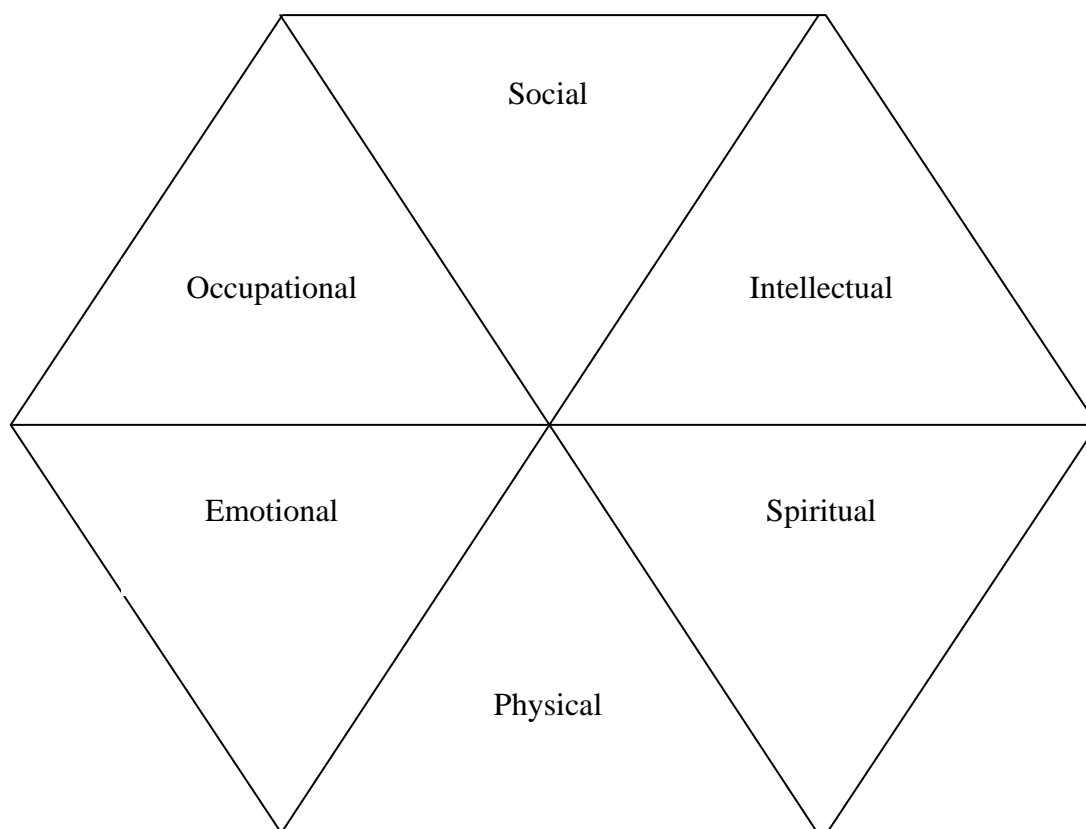 Social
Occupational
Intellectual
Emotional
Spiritual
Physical